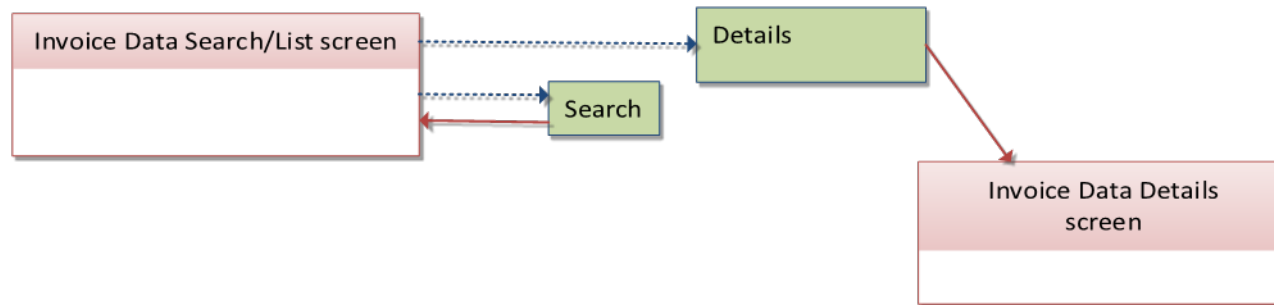 Invoice Data Search/List screen
Details
Search
Invoice Data Details
screen